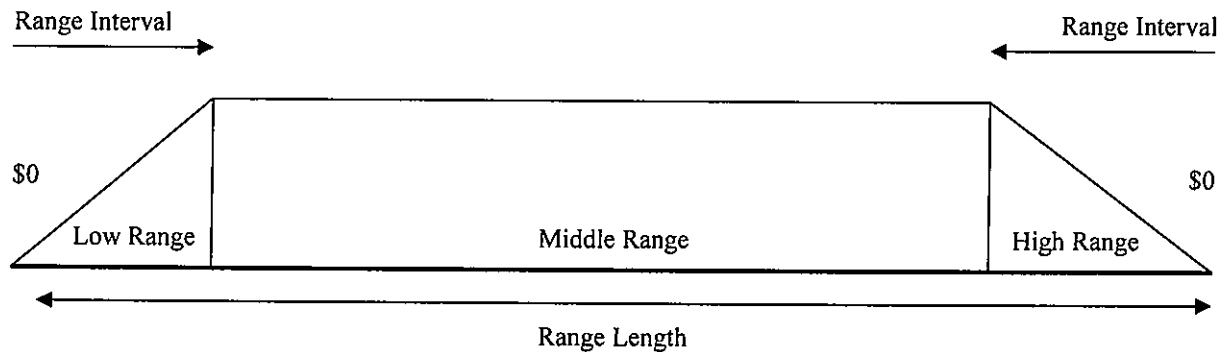 Range Interval
Range Interval
$0
$0
Low Range
Middle Range
High Range
Range Length